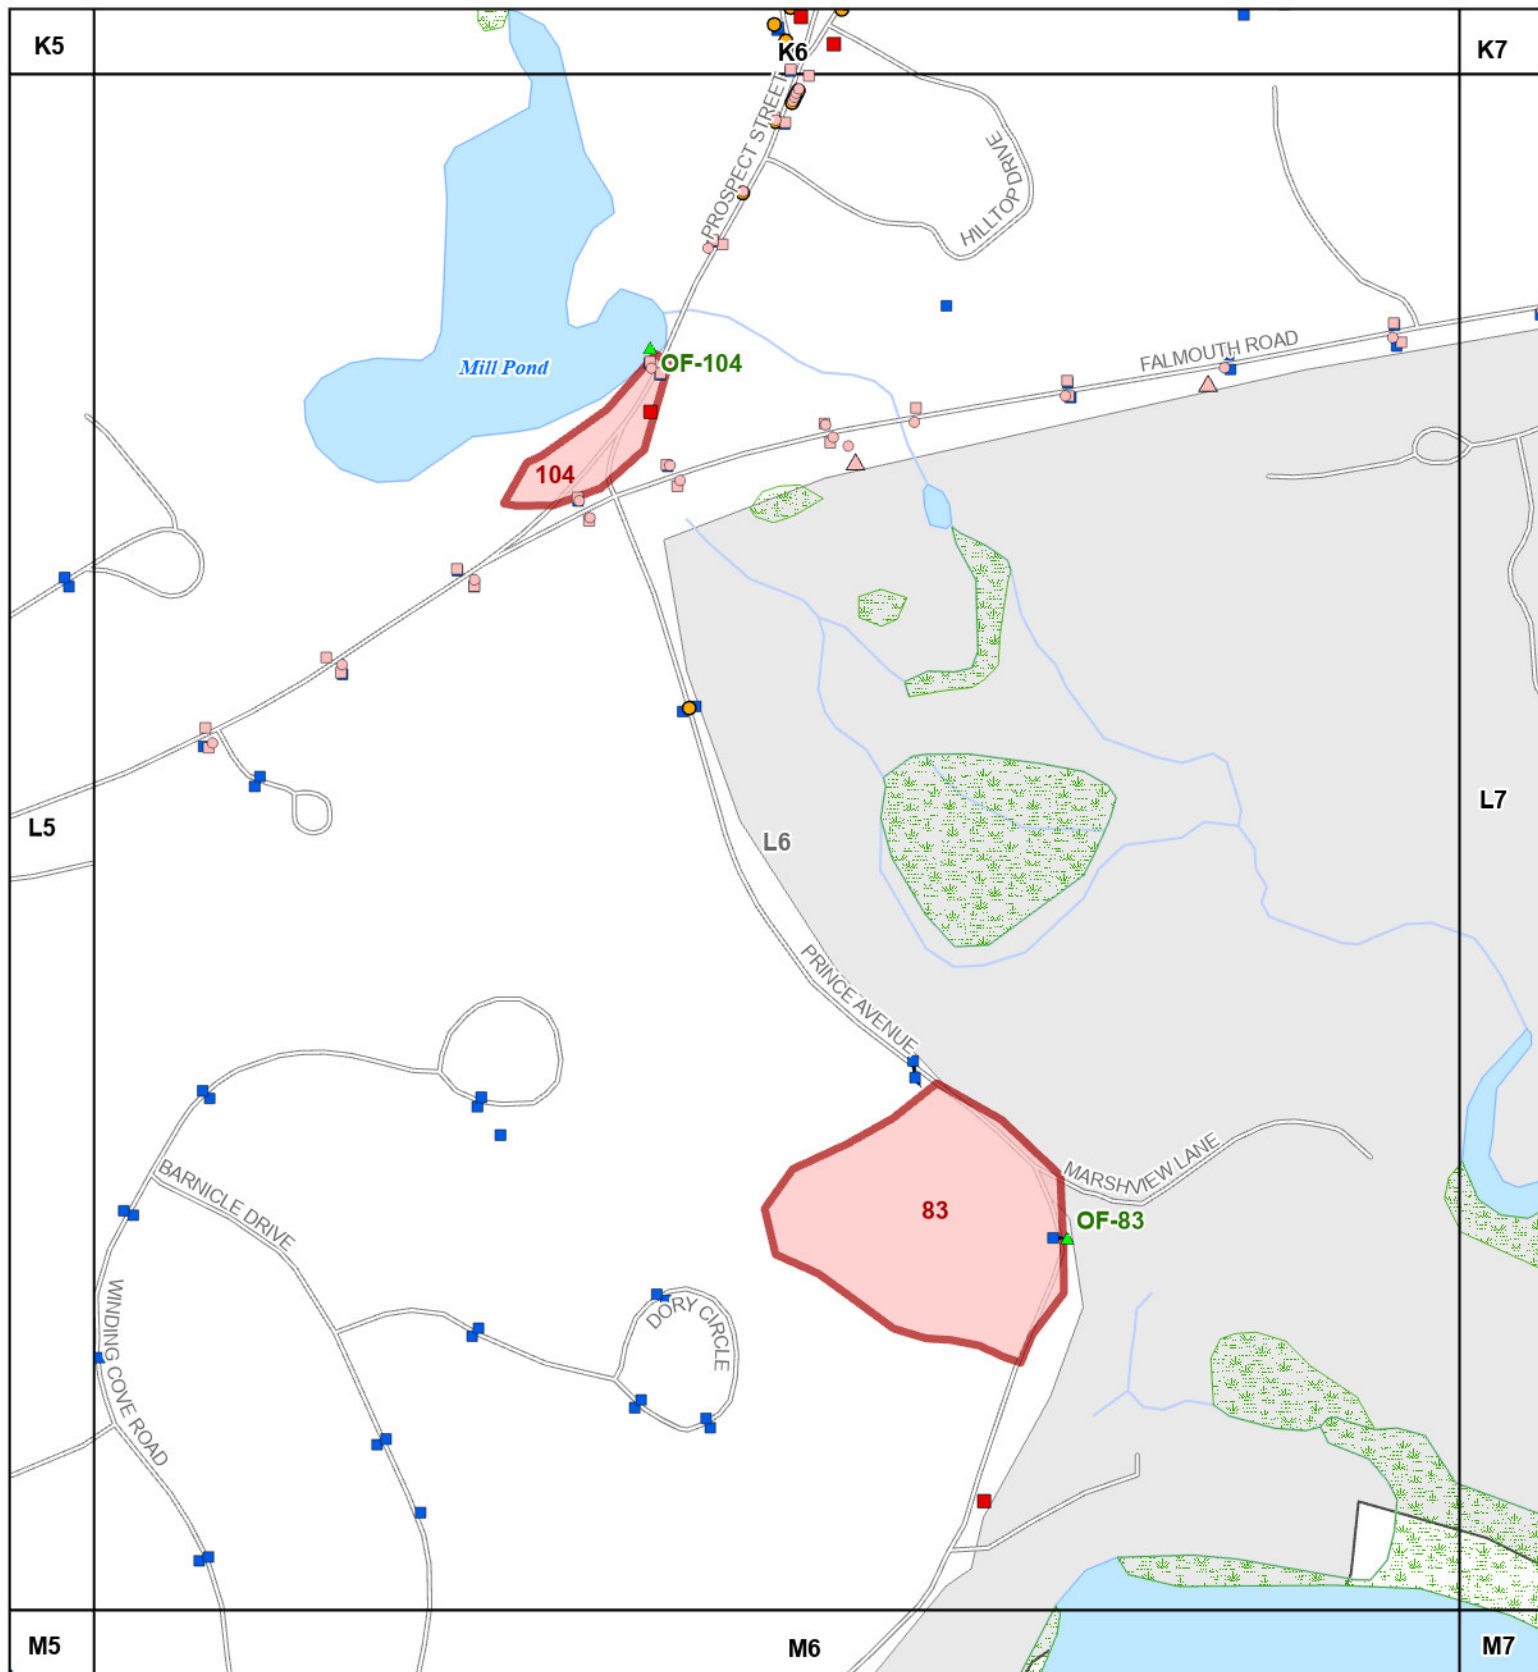 K5
K6
K7
PROSPECT STREET
HILLTOP DRIVE
Mill Pond
OF-104
FALMOUTH ROAD
104
L5
L6
L7
PRINCE AVENUE
MARSHVIEW LANE
BARNICLE DRIVE
83
OF-83
WINDING COVE ROAD
DORY CIRCLE
M5
M6
M7